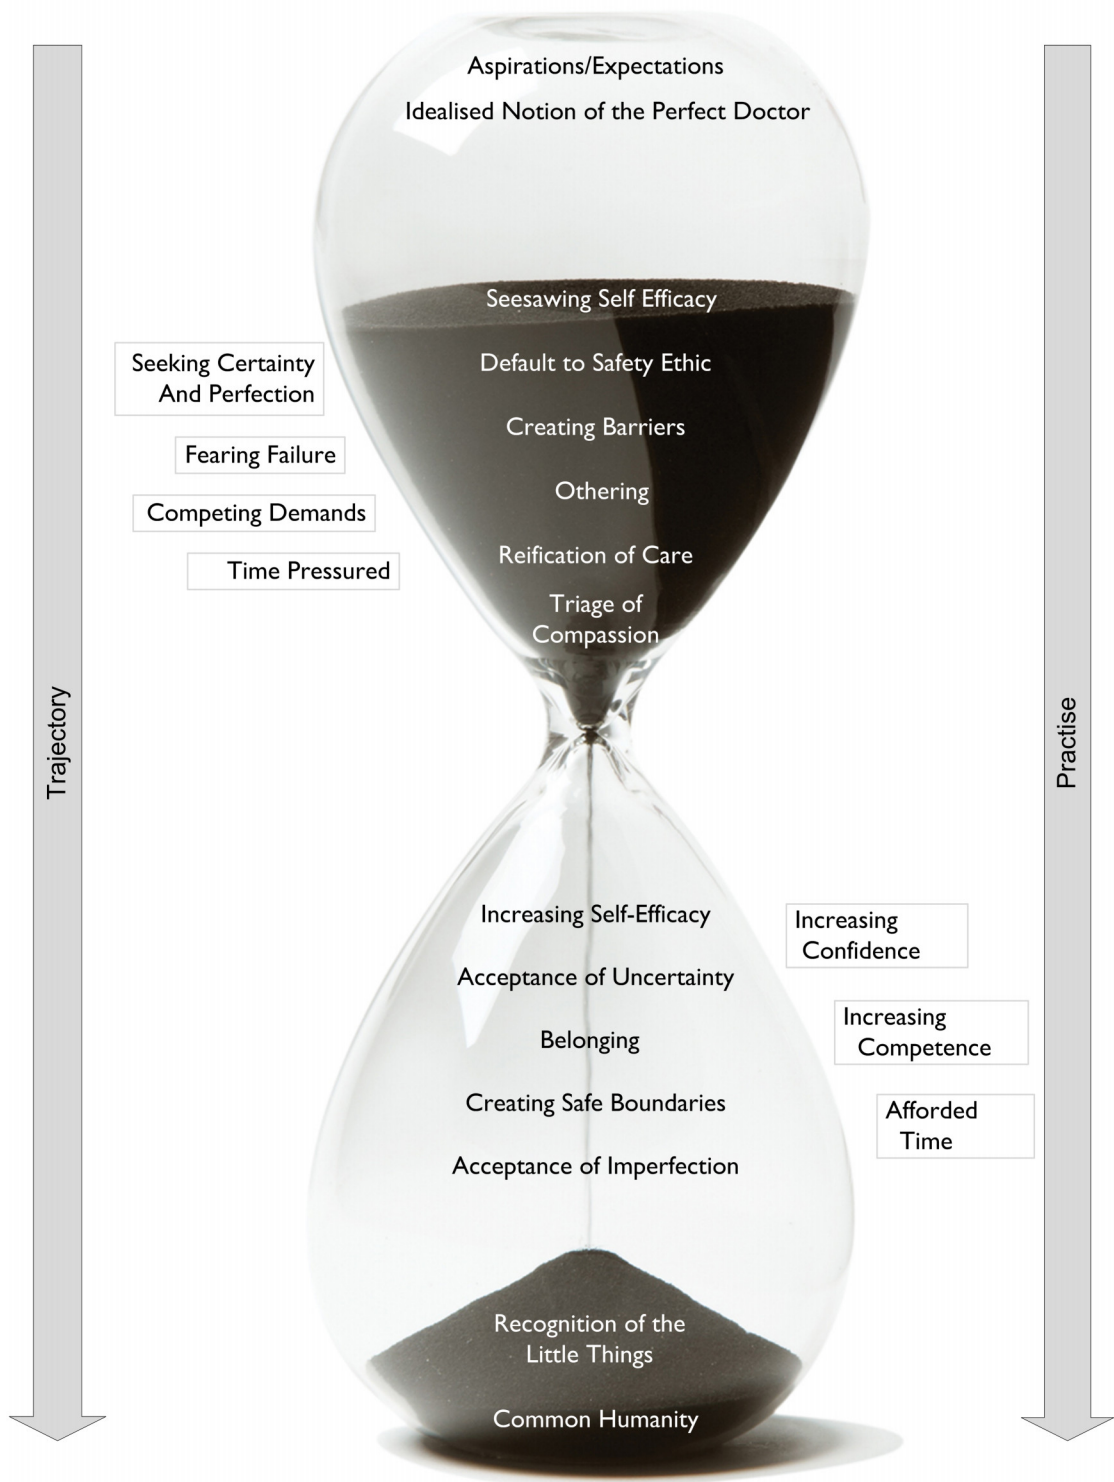 Aspirations/Expectations
Idealised Notion of the Perfect Doctor
Seesawing Self Efficacy
Default to Safety Ethic
Creating Barriers
Othering
Reification of Care
Triage of
Compassion
Seeking Certainty
And Perfection
Fearing Failure
Competing Demands
Time Pressured
Trajectory
Practise
Increasing Self-Efficacy
Acceptance of Uncertainty
Belonging
Creating Safe Boundaries
Acceptance of Imperfection
Increasing
Confidence
Increasing
Competence
Afforded
Time
Recognition of the
Little Things
Common Humanity